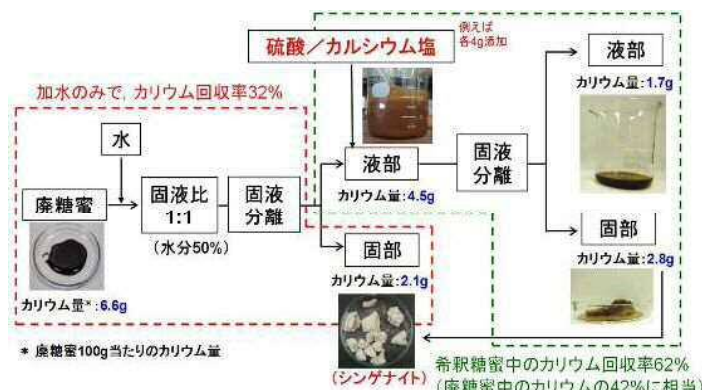 硫酸／カルシウム塩
例えば
各4g添加
加水のみで, カリウム回収率32%
水
廃糖蜜
固液比
1:1
(水分50%)
固液
分離
液部
カリウム量:4.5g
固液
分離
液部
カリウム量:1.7g
固部
カリウム量:2.1g
固部
カリウム量:2.8g
カリウム量*:6.6g
(シンゲナイト)
* 廃糖蜜100g当たりのカリウム量
希釈糖蜜中のカリウム回収率62%
(廃糖蜜中のカリウムの42%に相当)